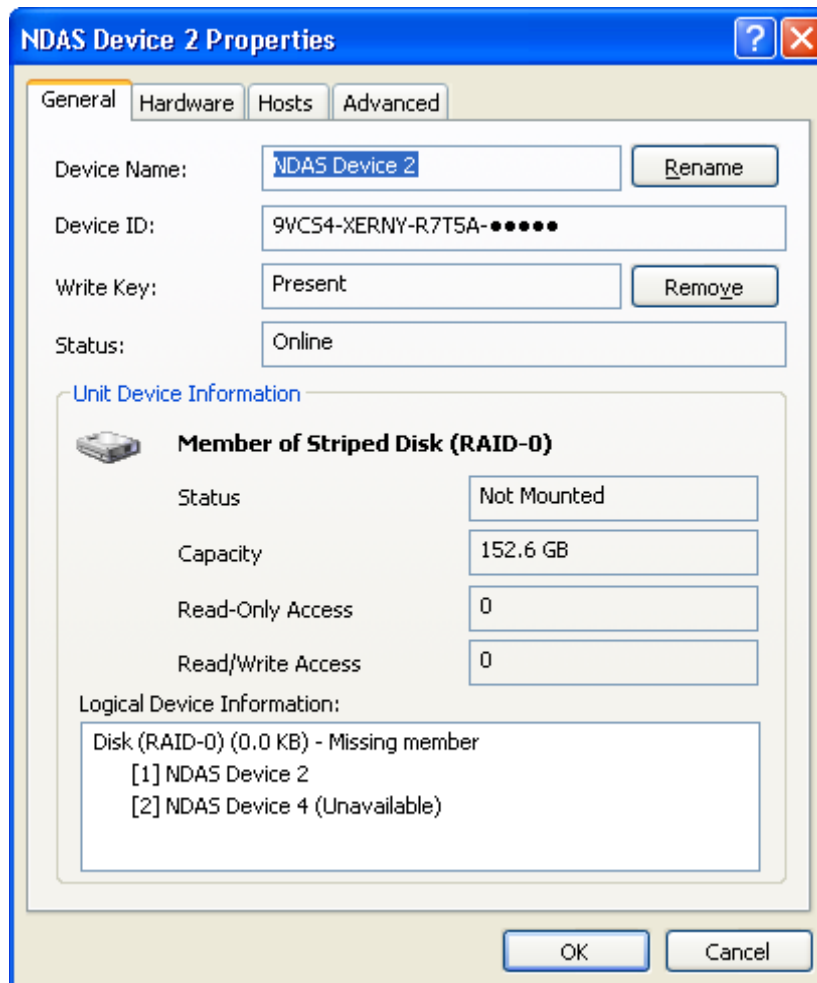 NDAS Device 2 Properties
General Hardware Hosts Advanced
Device Name: NDAS Device 2 Rename
Device ID: 9VCS4-XERNY-R7T5A-●●●●●
Write Key: Present Remove
Status: Online
Unit Device Information
Member of Striped Disk (RAID-0)
Status Not Mounted
Capacity 152.6 GB
Read-Only Access 0
Read/Write Access 0
Logical Device Information:
Disk (RAID-0) (0.0 KB) - Missing member
[1] NDAS Device 2
[2] NDAS Device 4 (Unavailable)
OK Cancel